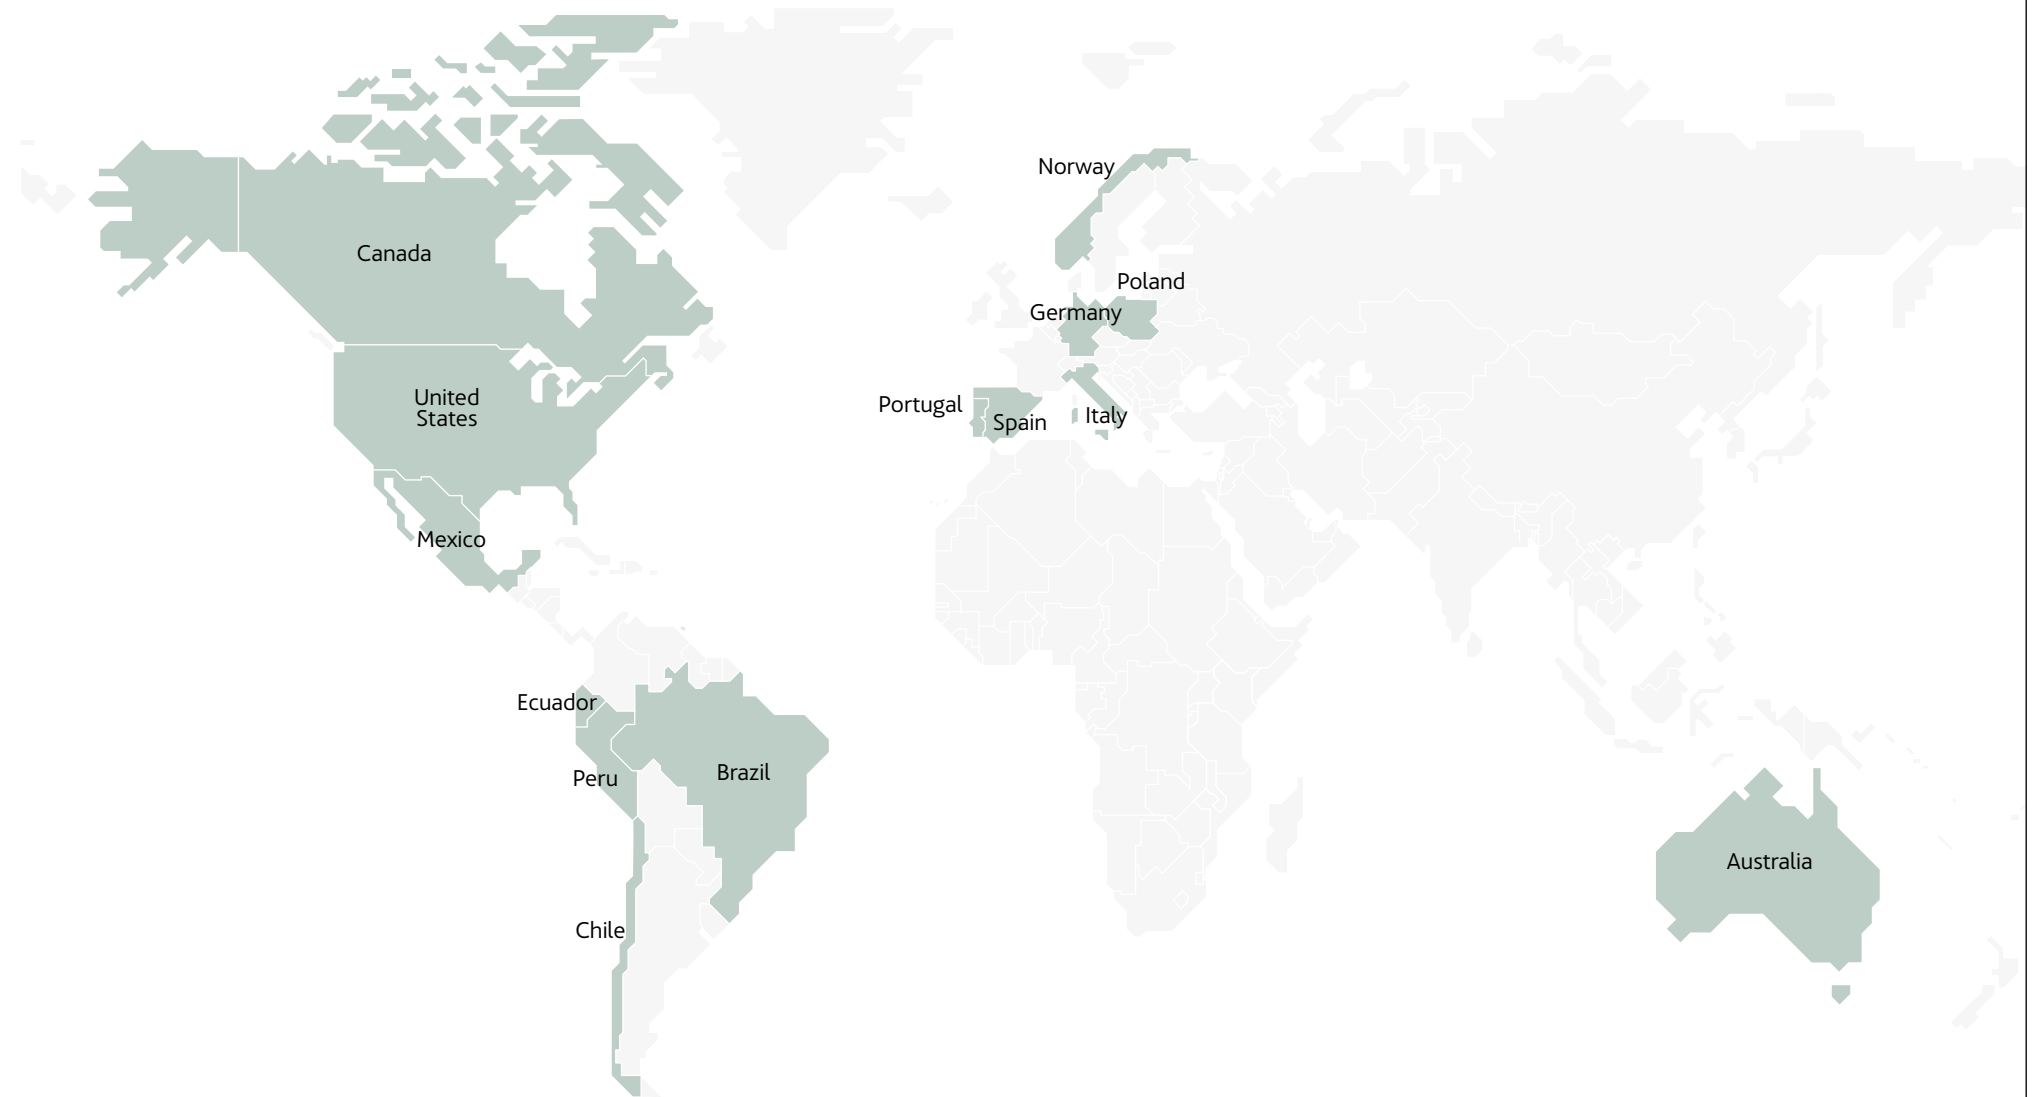 Norway
Canada
Poland
Germany
United
States
Portugal
Spain
Italy
Mexico
Ecuador
Peru
Brazil
Australia
Chile